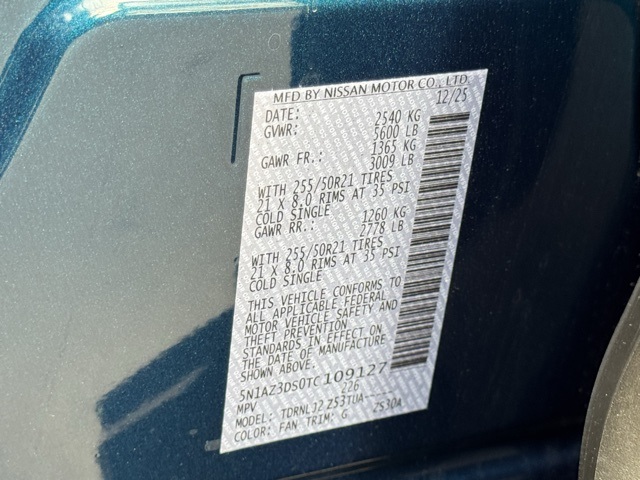 MFD BY NISSAN MOTOR CO., LTD.
DATE: 12/25
GVWR: 2540 KG
5600 LB
GAWR FR.: 1365 KG
3009 LB
WITH 255/50R21 TIRES
21 X 8.0 RIMS AT 35 PSI
COLD SINGLE
GAWR RR.: 1260 KG
2778 LB
WITH 255/50R21 TIRES
21 X 8.0 RIMS AT 35 PSI
COLD SINGLE
THIS VEHICLE CONFORMS TO
ALL APPLICABLE FEDERAL
MOTOR VEHICLE SAFETY AND
THEFT PREVENTION
STANDARDS IN EFFECT ON
THE DATE OF MANUFACTURE
SHOWN ABOVE.
5N1AZ3DS0TC109127
MPV 226
MODEL: TDRNLJZZ53IUA-----
COLOR: FAN TRIM: G ZS30A